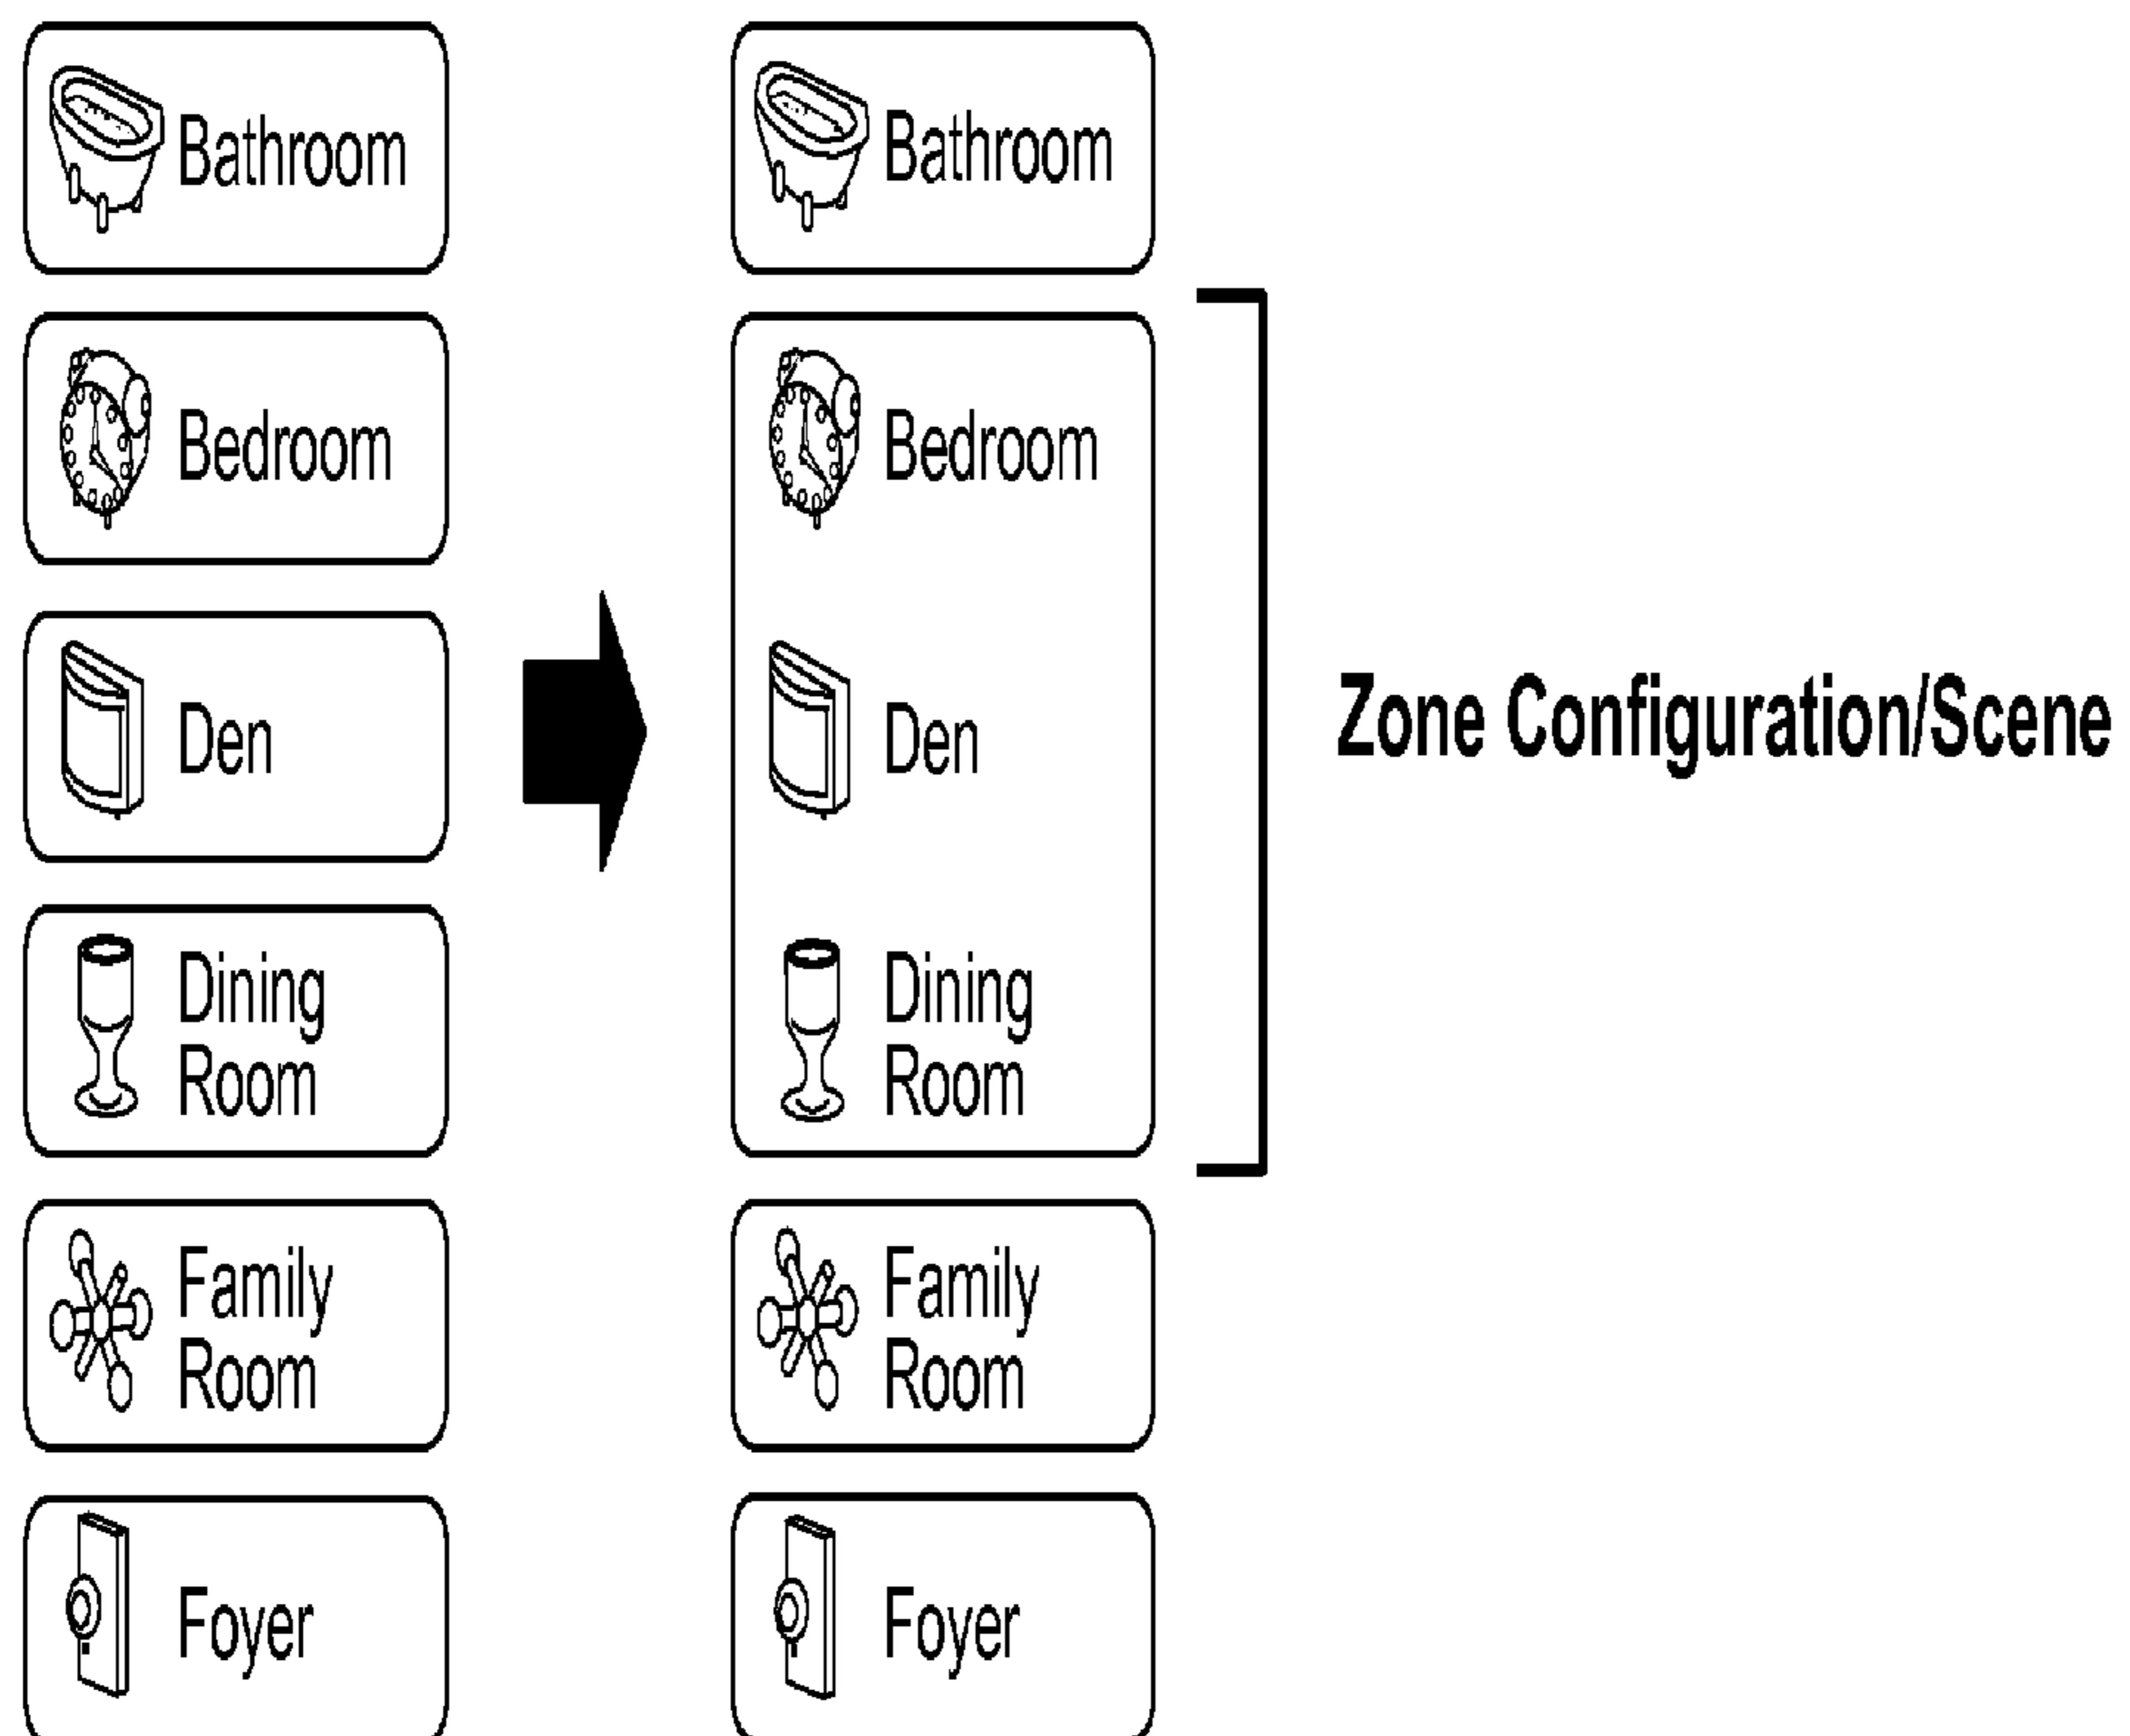 Bathroom
Bedroom
Den
Dining
Room
Family
Room
Foyer
Bathroom
Bedroom
Den
Dining
Room
Family
Room
Foyer
Zone Configuration/Scene